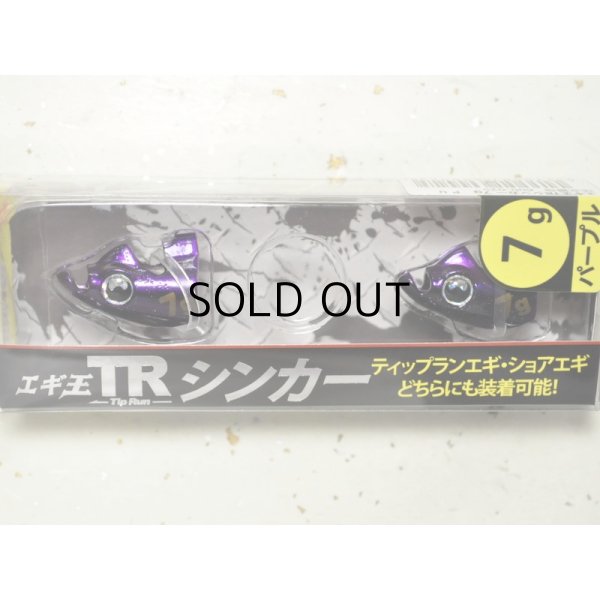 7g
パープル
7g
7g
SOLD OUT
エギ王TRシンカー
Tip Run
ティップランエギ・ショアエギ
どちらにも装着可能!